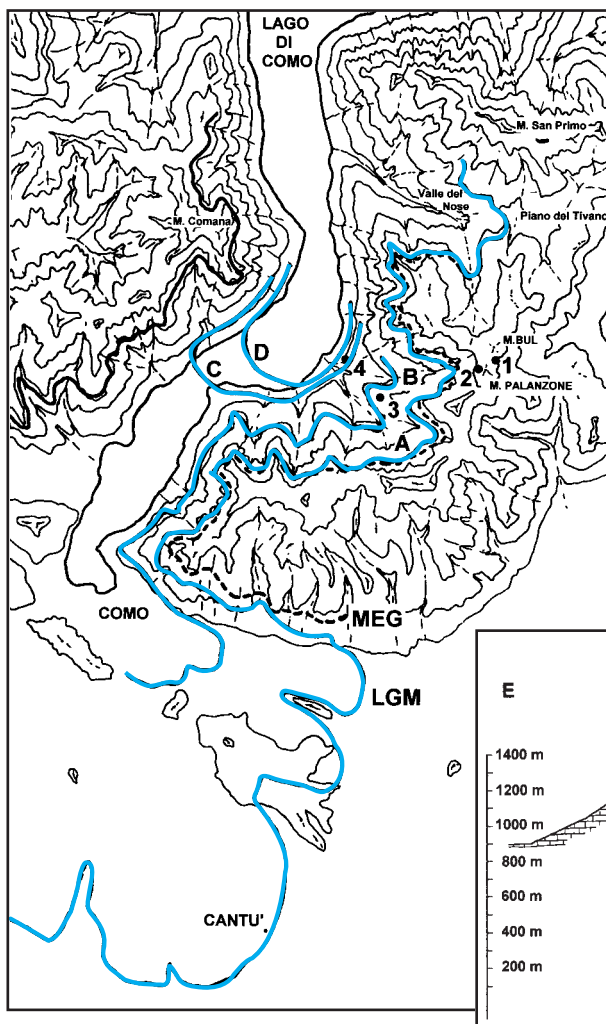 LAGO
DI
COMO
M. San Primo
Valle del
Nose
Piano del Tivano
M. Comana
M.BUL
1
2
M. PALANZONE
D
C
4
B
3
A
COMO
MEG
LGM
E
1400 m
1200 m
1000 m
800 m
600 m
400 m
200 m
CANTU'